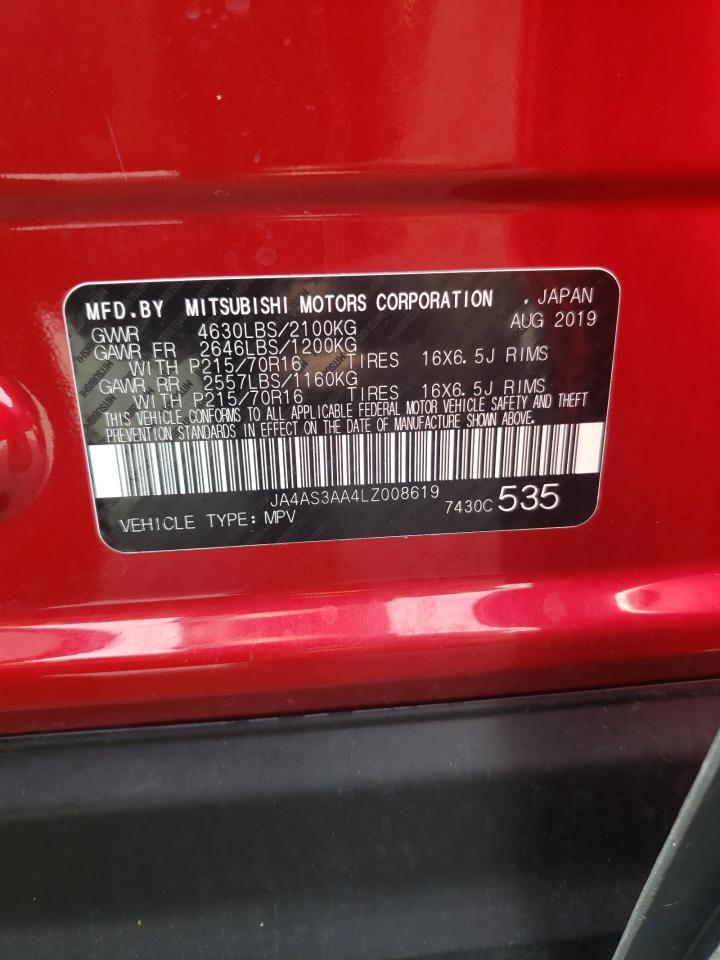 MFD.BY MITSUBISHI MOTORS CORPORATION , JAPAN
GVWR 4630LBS/2100KG AUG 2019
GAWR FR 2646LBS/1200KG
WITH P215/70R16 TIRES 16X6.5J RIMS
GAWR RR 2557LBS/1160KG
WITH P215/70R16 TIRES 16X6.5J RIMS
THIS VEHICLE CONFORMS TO ALL APPLICABLE FEDERAL MOTOR VEHICLE SAFETY AND THEFT
PREVENTION STANDARDS IN EFFECT ON THE DATE OF MANUFACTURE SHOWN ABOVE.
JA4AS3AA4LZ008619
VEHICLE TYPE: MPV 7430C 535